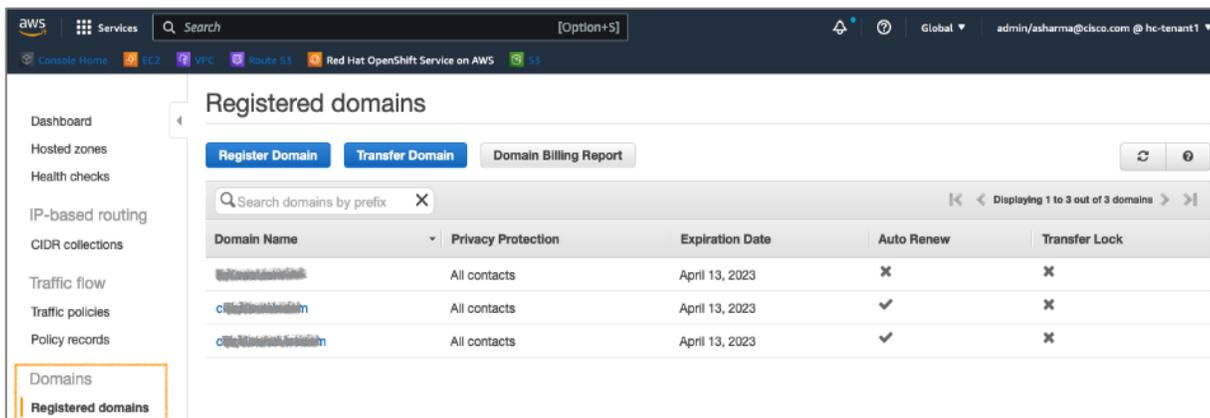 aws Services Search [Option+S] Global ▼ admin/asharma@cisco.com @ hc-tenant1 ▼
Console Home EC2 VPC Route 53 Red Hat OpenShift Service on AWS S3
Registered domains
Dashboard
Hosted zones
Health checks
IP-based routing
CIDR collections
Traffic flow
Traffic policies
Policy records
Domains
Registered domains
Register Domain Transfer Domain Domain Billing Report
Search domains by prefix
Displaying 1 to 3 out of 3 domains
Domain Name Privacy Protection Expiration Date Auto Renew Transfer Lock
All contacts April 13, 2023
All contacts April 13, 2023
All contacts April 13, 2023